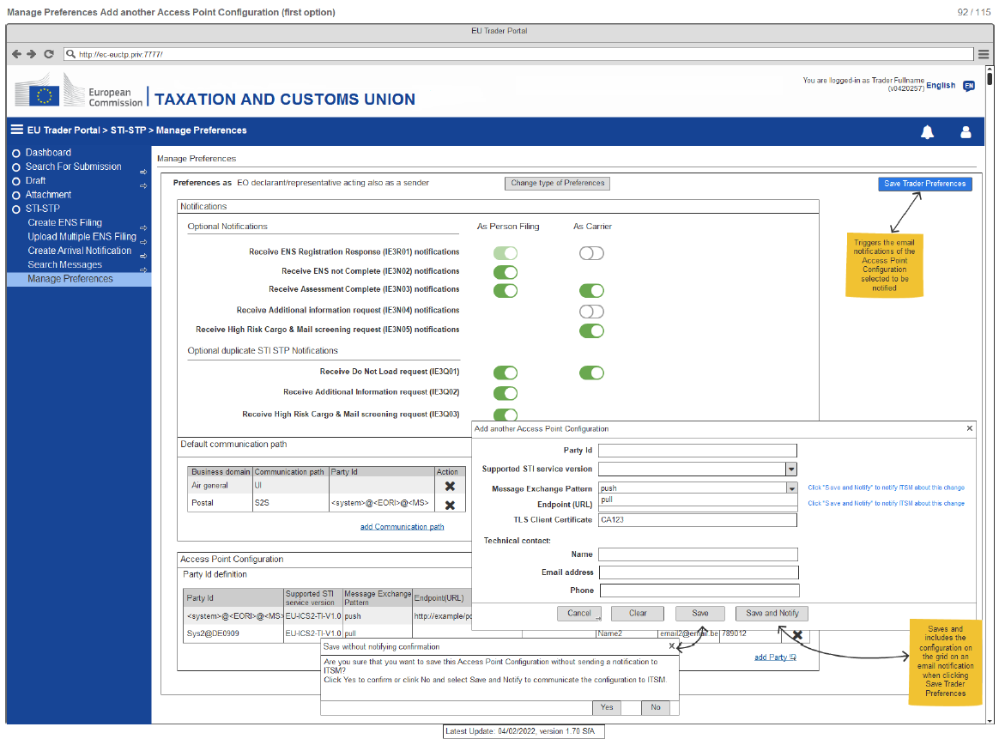 Manage Preferences Add another Access Point Configuration (first option)
92 / 115
EU Trader Portal
http://ec-euctp.priv:7777/
European
Commission
TAXATION AND CUSTOMS UNION
You are logged-in as Trader Fullname
(v0420257)
English
EN
EU Trader Portal > STI-STP > Manage Preferences
Dashboard
Search For Submission
Draft
Attachment
STI-STP
Create ENS Filing
Upload Multiple ENS Filing
Create Arrival Notification
Search Messages
Manage Preferences
Manage Preferences
Preferences as EO declarant/representative acting also as a sender
Change type of Preferences
Save Trader Preferences
Triggers the email
notifications of the
Access Point
Configuration
selected to be
notified
Notifications
Optional Notifications As Person Filing As Carrier
Receive ENS Registration Response (IE3R01) notifications
Receive ENS not Complete (IE3N02) notifications
Receive Assessment Complete (IE3N03) notifications
Receive Additional information request (IE3N04) notifications
Receive High Risk Cargo & Mail screening request (IE3N05) notifications
Optional duplicate STI STP Notifications
Receive Do Not Load request (IE3Q01)
Receive Additional Information request (IE3Q02)
Receive High Risk Cargo & Mail screening request (IE3Q03)
Default communication path
Business domain Communication path Party Id Action
Air general UI
Postal S2S <system>@<EORI>@<MS>
add Communication path
Access Point Configuration
Party Id definition
Party Id Supported STI service version Message Exchange Pattern Endpoint(URL)
<system>@<EORI>@<MS> EU-ICS2-TI-V1.0 push http://example/po
Sys2@DE0909 EU-ICS2-TI-V1.0 pull Name2 email2@email.be 789012
add Party
Add another Access Point Configuration
Party Id
Supported STI service version
Message Exchange Pattern push Click "Save and Notify" to notify ITSM about this change
pull
Endpoint (URL) Click "Save and Notify" to notify ITSM about this change
TLS Client Certificate CA123
Technical contact:
Name
Email address
Phone
Cancel Clear Save Save and Notify
Save without notifying confirmation
X
Are you sure that you want to save this Access Point Configuration without sending a notification to
ITSM?
Click Yes to confirm or clink No and select Save and Notify to communicate the configuration to ITSM.
Yes No
Saves and
includes the
configuration on
the grid on an
email notification
when clicking
Save Trader
Preferences
Latest Update: 04/02/2022, version 1.70 SfA